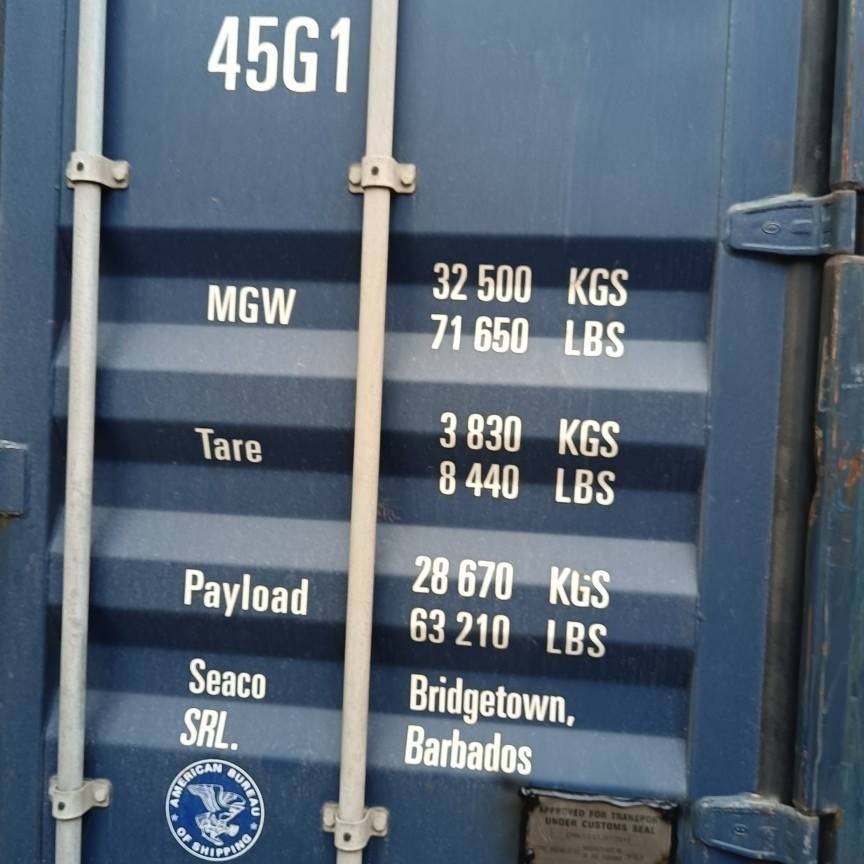 45G1
MGW 32 500 KGS
71 650 LBS
Tare 3 830 KGS
8 440 LBS
Payload 28 670 KGS
63 210 LBS
Seaco Bridgetown,
SRL. Barbados
AMERICAN BUREAU
OF SHIPPING
APPROVED FOR TRANSPORT
UNDER CUSTOMS SEAL